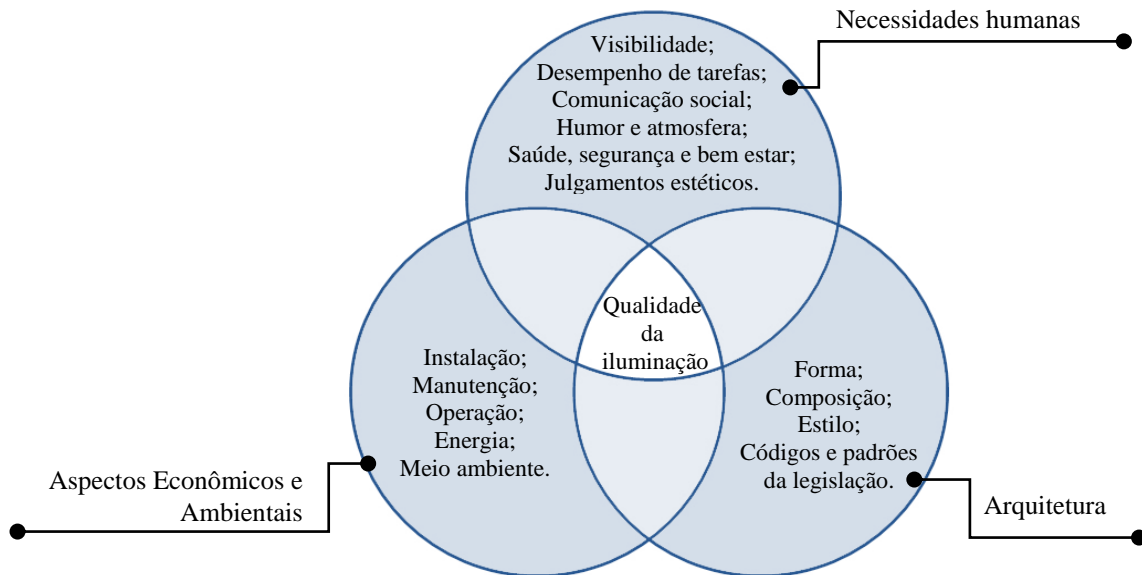 Necessidades humanas
Visibilidade;
Desempenho de tarefas;
Comunicação social;
Humor e atmosfera;
Saúde, segurança e bem estar;
Julgamentos estéticos.
Qualidade
da
iluminação
Instalação;
Manutenção;
Operação;
Energia;
Meio ambiente.
Forma;
Composição;
Estilo;
Códigos e padrões
da legislação.
Aspectos Econômicos e
Ambientais
Arquitetura